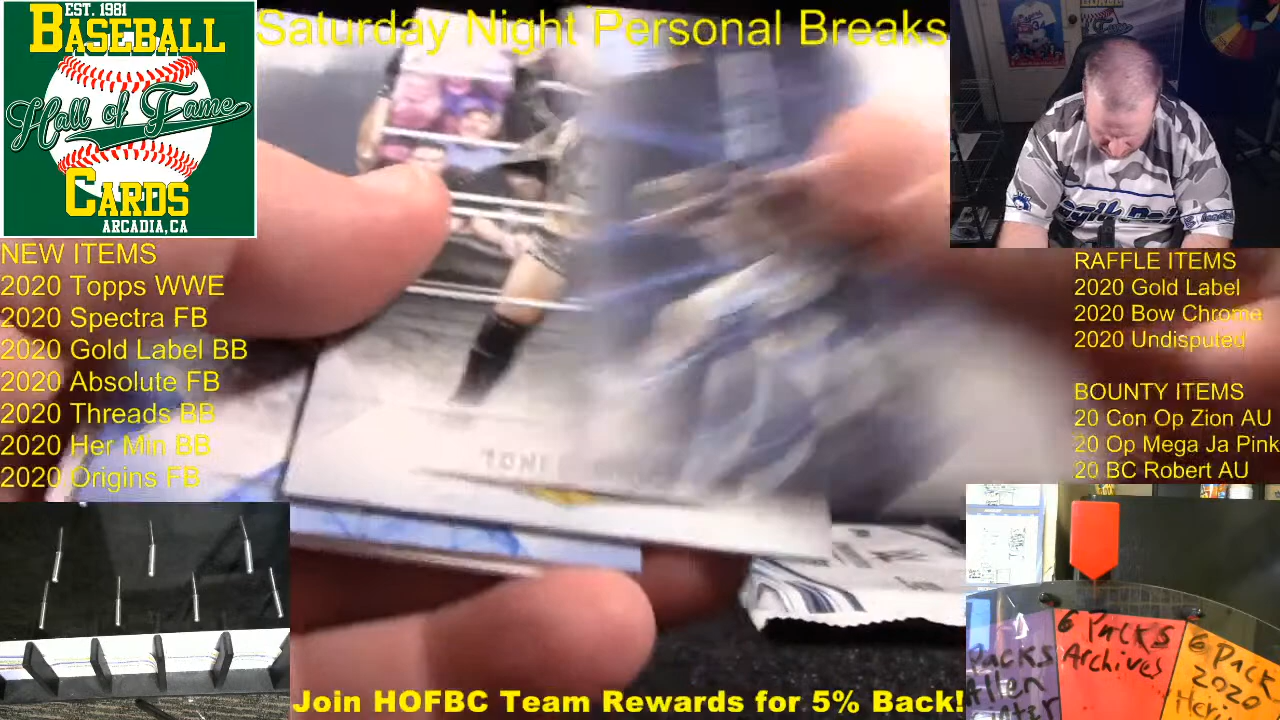 EST. 1981
BASEBALL
Hall of Fame
CARDS
ARCADIA, CA
Saturday Night Personal Breaks
NEW ITEMS
2020 Topps WWE
2020 Spectra FB
2020 Gold Label BB
2020 Absolute FB
2020 Threads BB
2020 Her Min BB
2020 Origins FB
TONI
RAFFLE ITEMS
2020 Gold Label
2020 Bow Chrome
2020 Undisputed
BOUNTY ITEMS
20 Con Op Zion AU
20 Op Mega Ja Pink
20 BC Robert AU
34
Packs
6 Packs
Archives
6 Pack
2020
Heri
Join HOFBC Team Rewards for 5% Back!